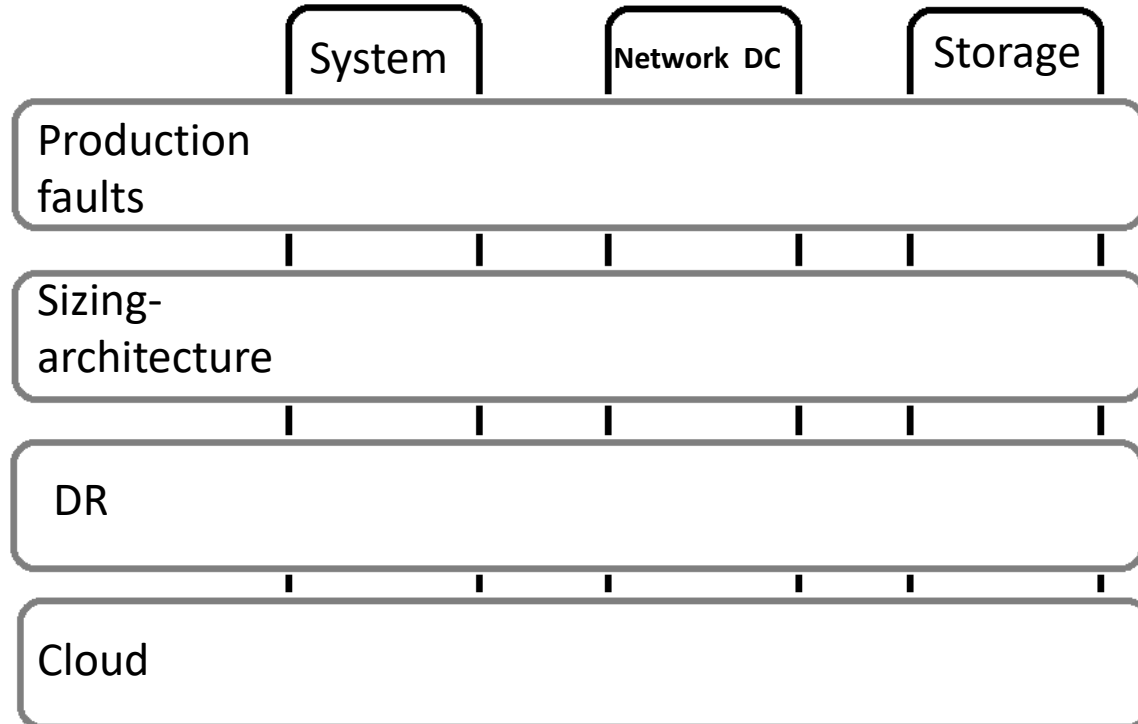 System
Network DC
Storage
Production
faults
Sizing-
architecture
DR
Cloud